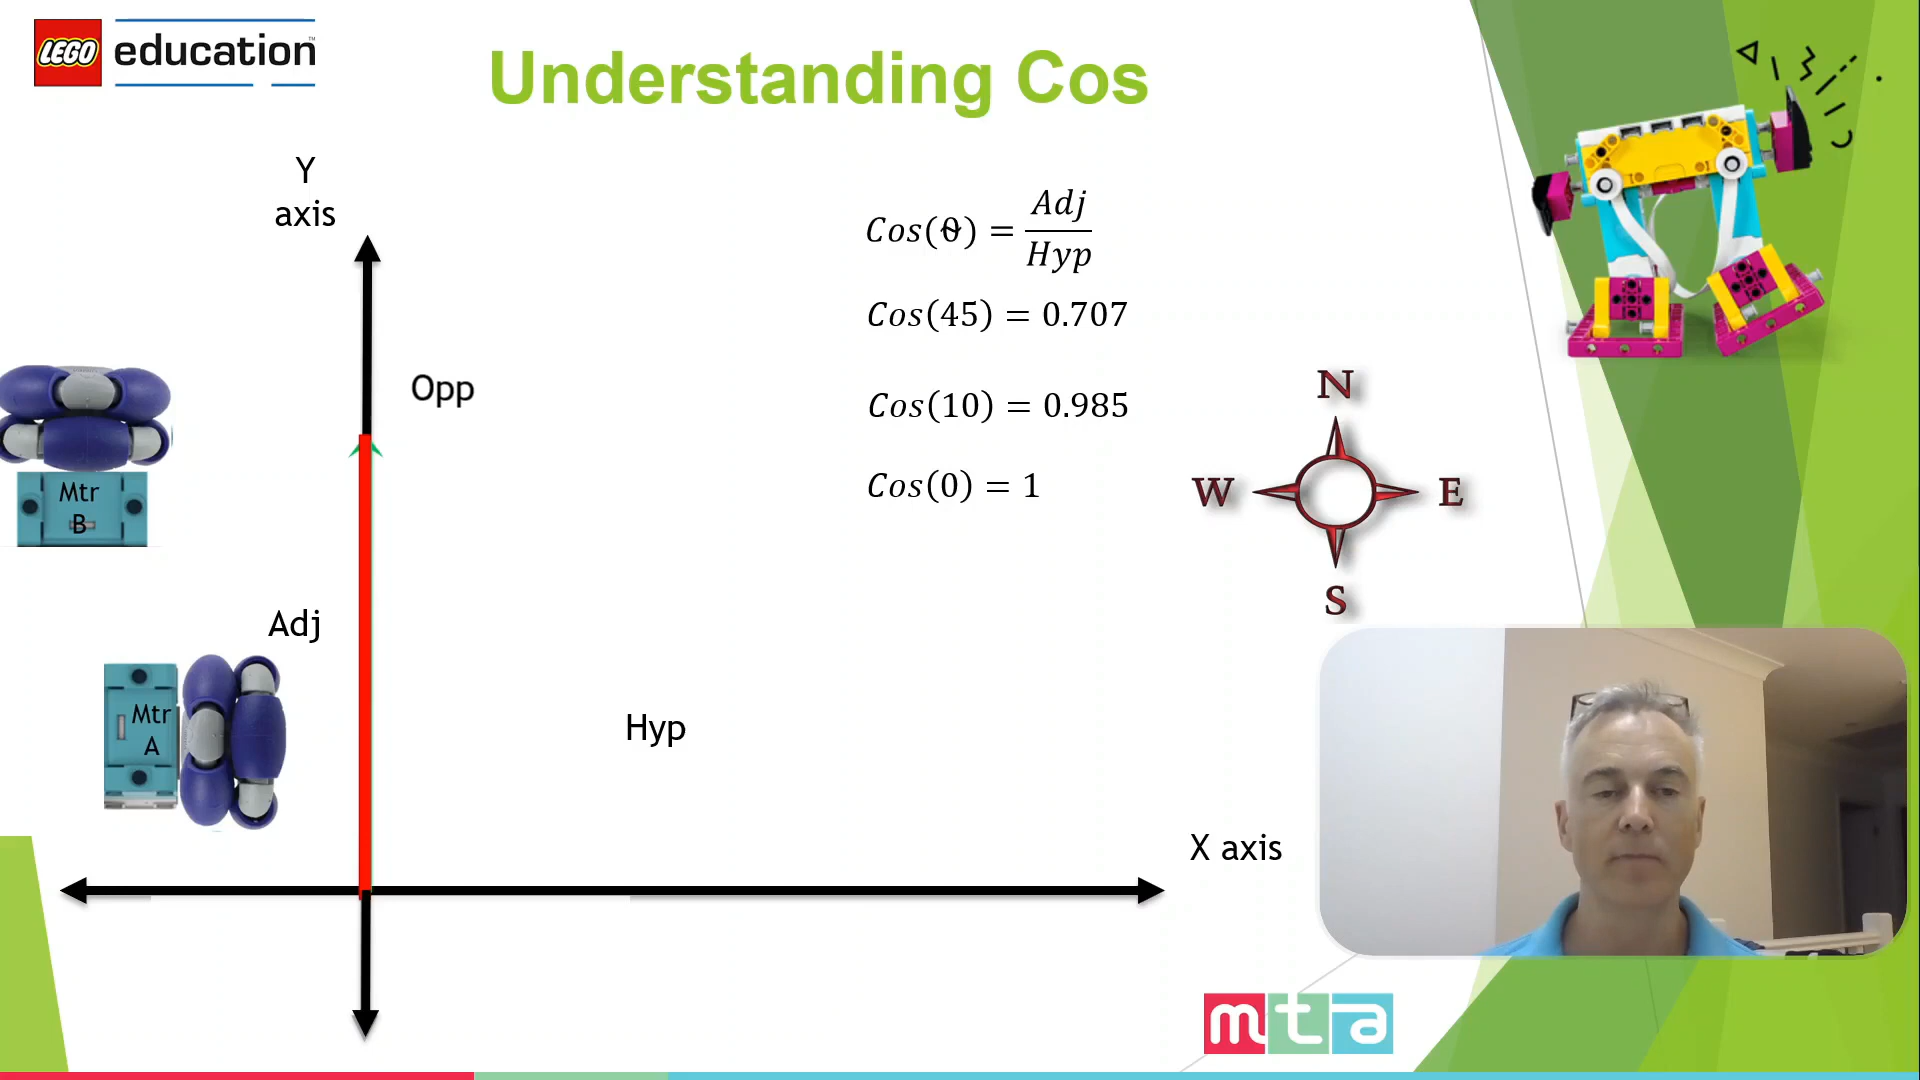 LEGO education™
Understanding Cos
Y
axis
Cos(θ) = Adj
Hyp
Cos(45) = 0.707
Opp
Cos(10) = 0.985
N
Mtr
B
Cos(0) = 1
W
E
S
Adj
Mtr
A
Hyp
X axis
mta